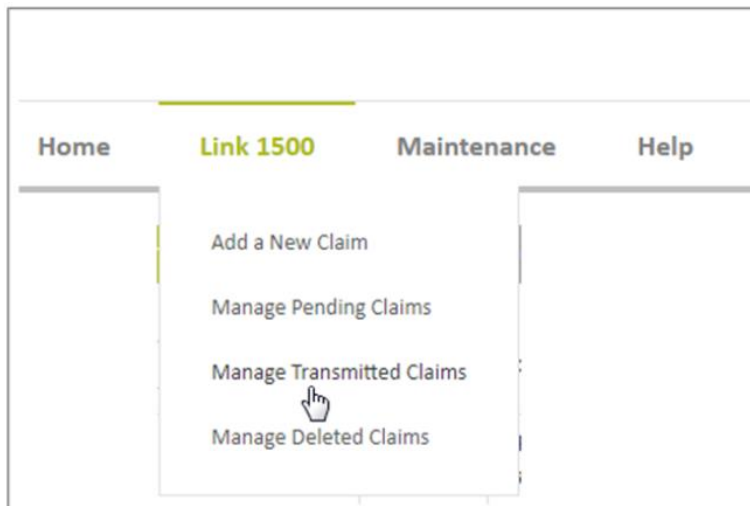 Home Link 1500 Maintenance Help
Add a New Claim
Manage Pending Claims
Manage Transmitted Claims
Manage Deleted Claims